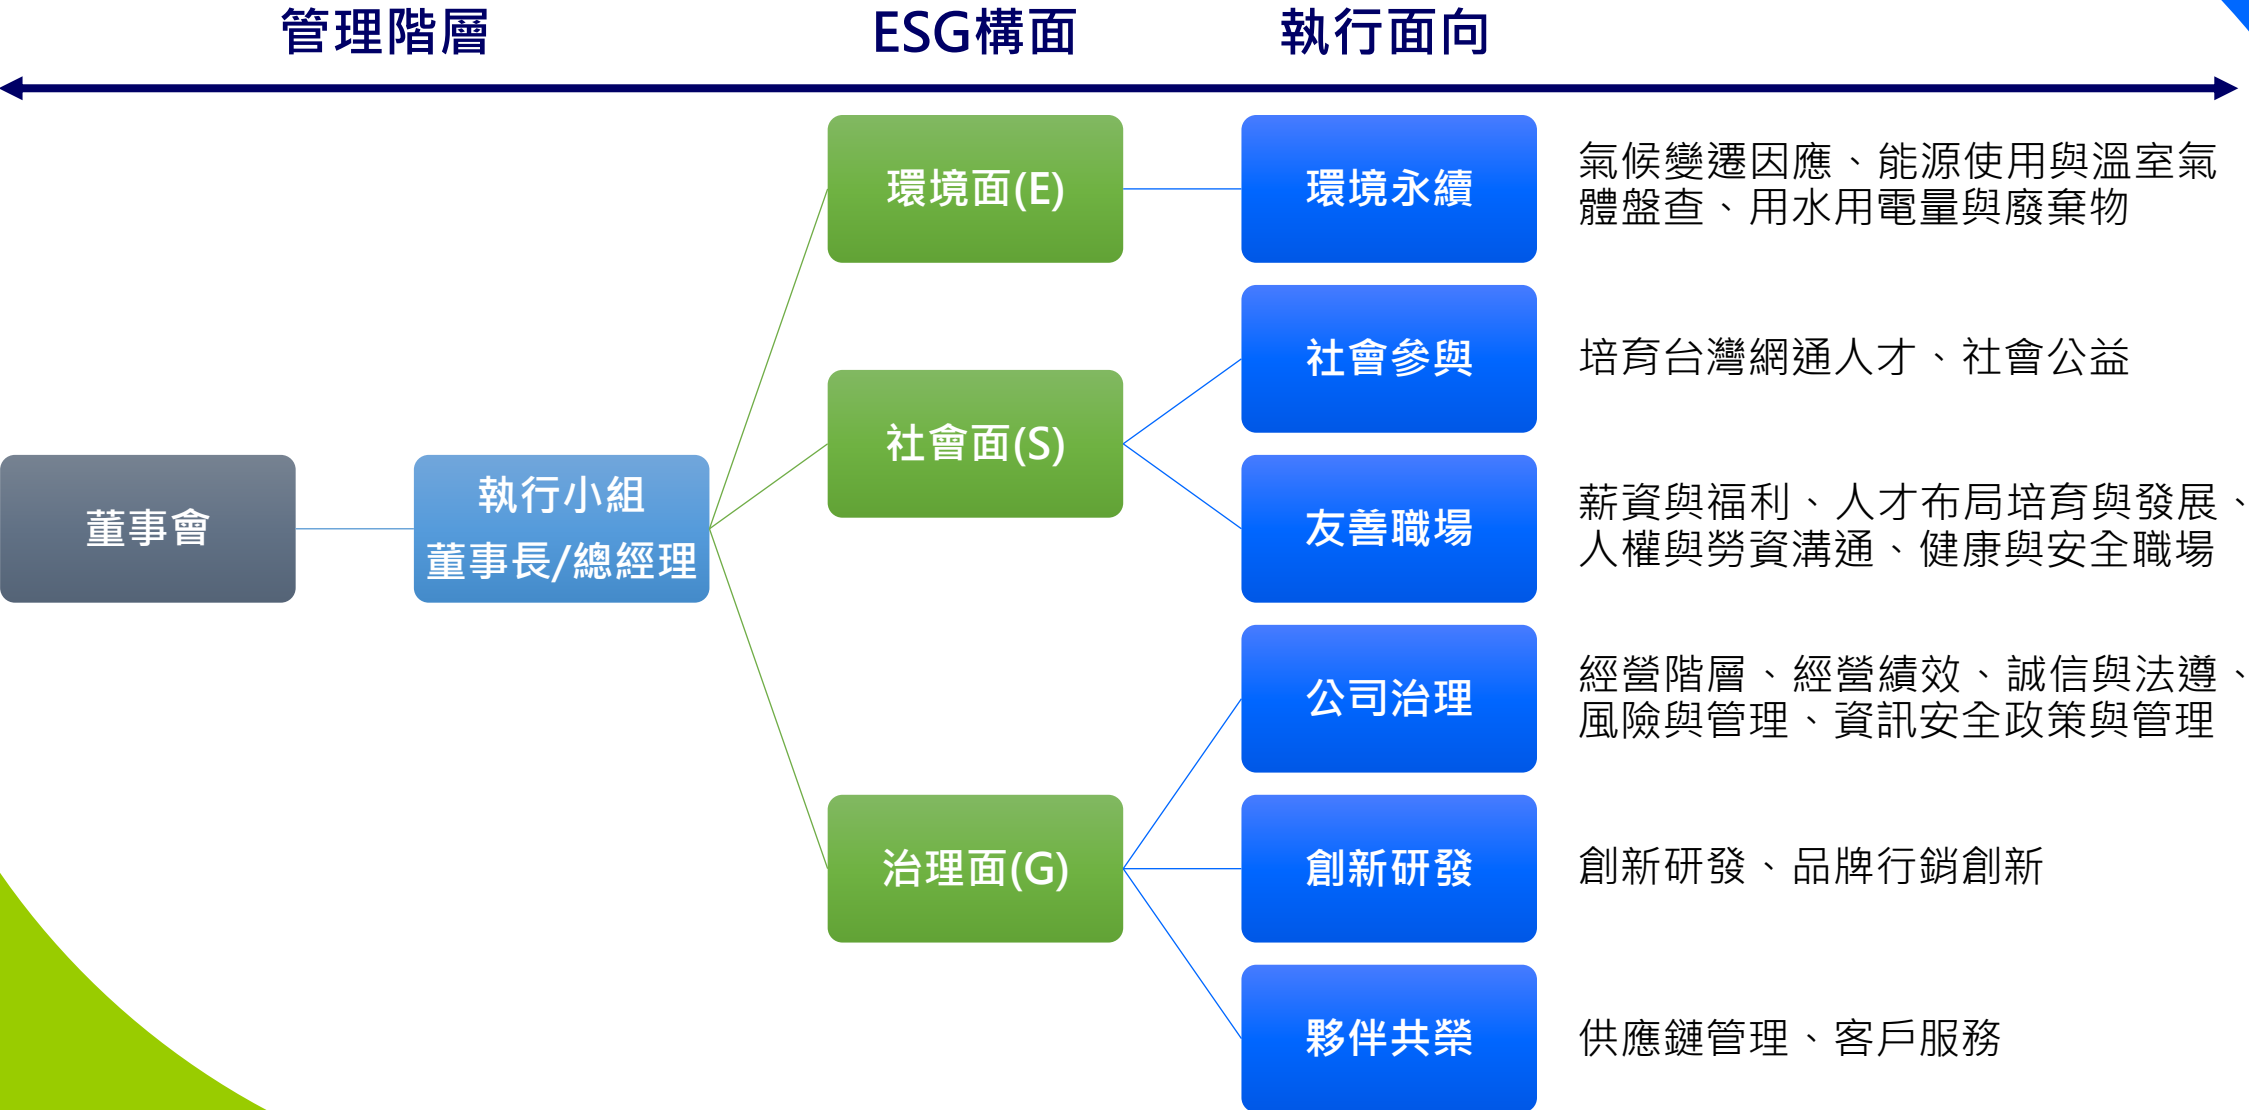 管理階層
ESG構面
執行面向
環境面(E)
環境永續
氣候變遷因應、能源使用與溫室氣
體盤查、用水用電量與廢棄物
社會參與
培育台灣網通人才、社會公益
社會面(S)
董事會
執行小組
董事長/總經理
友善職場
薪資與福利、人才布局培育與發展、
人權與勞資溝通、健康與安全職場
公司治理
經營階層、經營績效、誠信與法遵、
風險與管理、資訊安全政策與管理
治理面(G)
創新研發
創新研發、品牌行銷創新
夥伴共榮
供應鏈管理、客戶服務